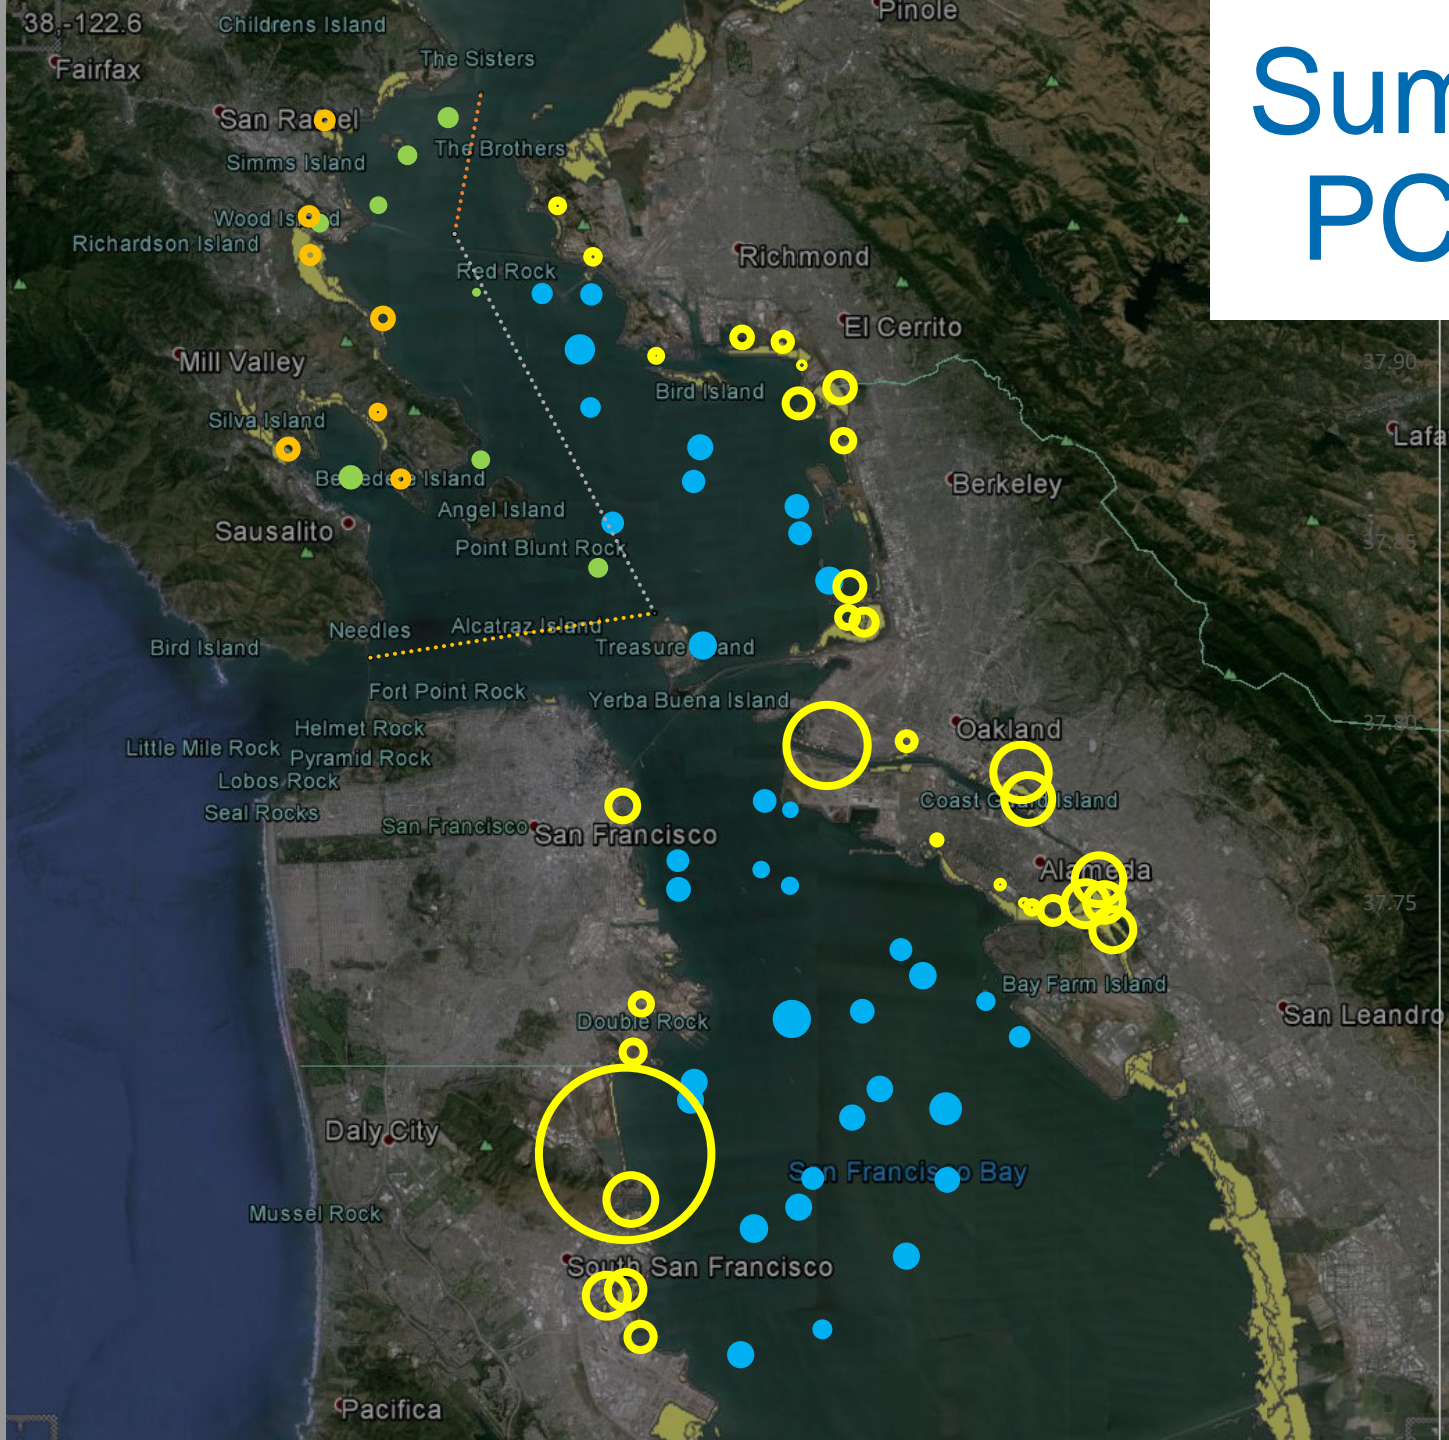 38,-122.6
Childrens Island
Pinole
The Sisters
Fairfax
Sum
San Rafael
The Brothers
Simms Island
PC
Wood Island
Richardson Island
Richmond
Red Rock
El Cerrito
Mill Valley
37.90
Bird Island
Silva Island
Lafa
Belvedere Island
Berkeley
Angel Island
Sausalito
Point Blunt Rock
37.85
Needles
Alcatraz Island
Bird Island
Treasure Island
Fort Point Rock
Yerba Buena Island
Helmet Rock
Oakland
37.80
Little Mile Rock
Pyramid Rock
Lobos Rock
Coast Guard Island
Seal Rocks
San Francisco
San Francisco
Alameda
37.75
Bay Farm Island
San Leandro
Double Rock
Daly City
San Francisco Bay
Mussel Rock
South San Francisco
Pacifica